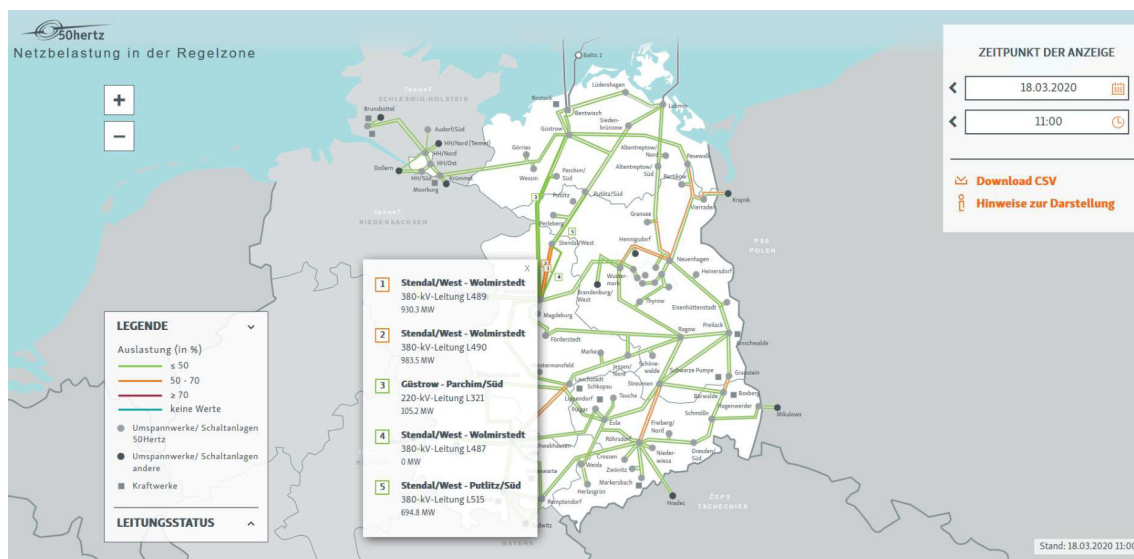 50hertz
Netzbelastung in der Regelzone
+
−
ZEITPUNKT DER ANZEIGE
18.03.2020
11:00
Download CSV
Hinweise zur Darstellung
Baltic 1
Lüdershagen
Rostock
Bentwisch
Lubmin
TenneT
SCHLESWIG-HOLSTEIN
Brunsbüttel
Audorf/Süd
HH/Nord (Tennet)
HH/Nord
HH/Ost
Dollern
HH/Süd
Krümmel
Moorburg
Güstrow
Siedenbrünzow
Görries
Wessin
Parchim/Süd
Altentreptow/Nord
Altentreptow/Süd
Pasewalk
Bertikow
Vierraden
Krajnik
Putlitz
Putlitz/Süd
Perleberg
Gransee
TenneT
NIEDERSACHSEN
Stendal/West
Hennigsdorf
Neuenhagen
Heinersdorf
PSE
POLEN
Wustermark
Brandenburg/West
Thyrow
Eisenhüttenstadt
Magdeburg
Förderstedt
Ragow
Preilack
Jänschwalde
Marke
Jessen/Nord
Schönewalde
Klostermansfeld
Lauchstädt
Schkopau
Lippendorf
Pulgar
Taucha
Streumen
Schwarze Pumpe
Graustein
Bärwalde
Boxberg
Hagenwerder
Mikulowa
Schmölln
Eula
Freiberg/Nord
Röhrsdorf
Crossen
Niederwiesa
Dresden/Süd
Weida
Zwönitz
Markersbach
Herlasgrün
Remptendorf
Hradec
ČEPS
TSCHECHIEN
BAYERN
x
1 Stendal/West - Wolmirstedt
380-kV-Leitung L489
930.3 MW
2 Stendal/West - Wolmirstedt
380-kV-Leitung L490
983.5 MW
3 Güstrow - Parchim/Süd
220-kV-Leitung L321
105.2 MW
4 Stendal/West - Wolmirstedt
380-kV-Leitung L487
0 MW
5 Stendal/West - Putlitz/Süd
380-kV-Leitung L515
694.8 MW
LEGENDE
Auslastung (in %)
≤ 50
50 - 70
≥ 70
keine Werte
Umspannwerke/ Schaltanlagen
50Hertz
Umspannwerke/ Schaltanlagen
andere
Kraftwerke
LEITUNGSSTATUS
Stand: 18.03.2020 11:00